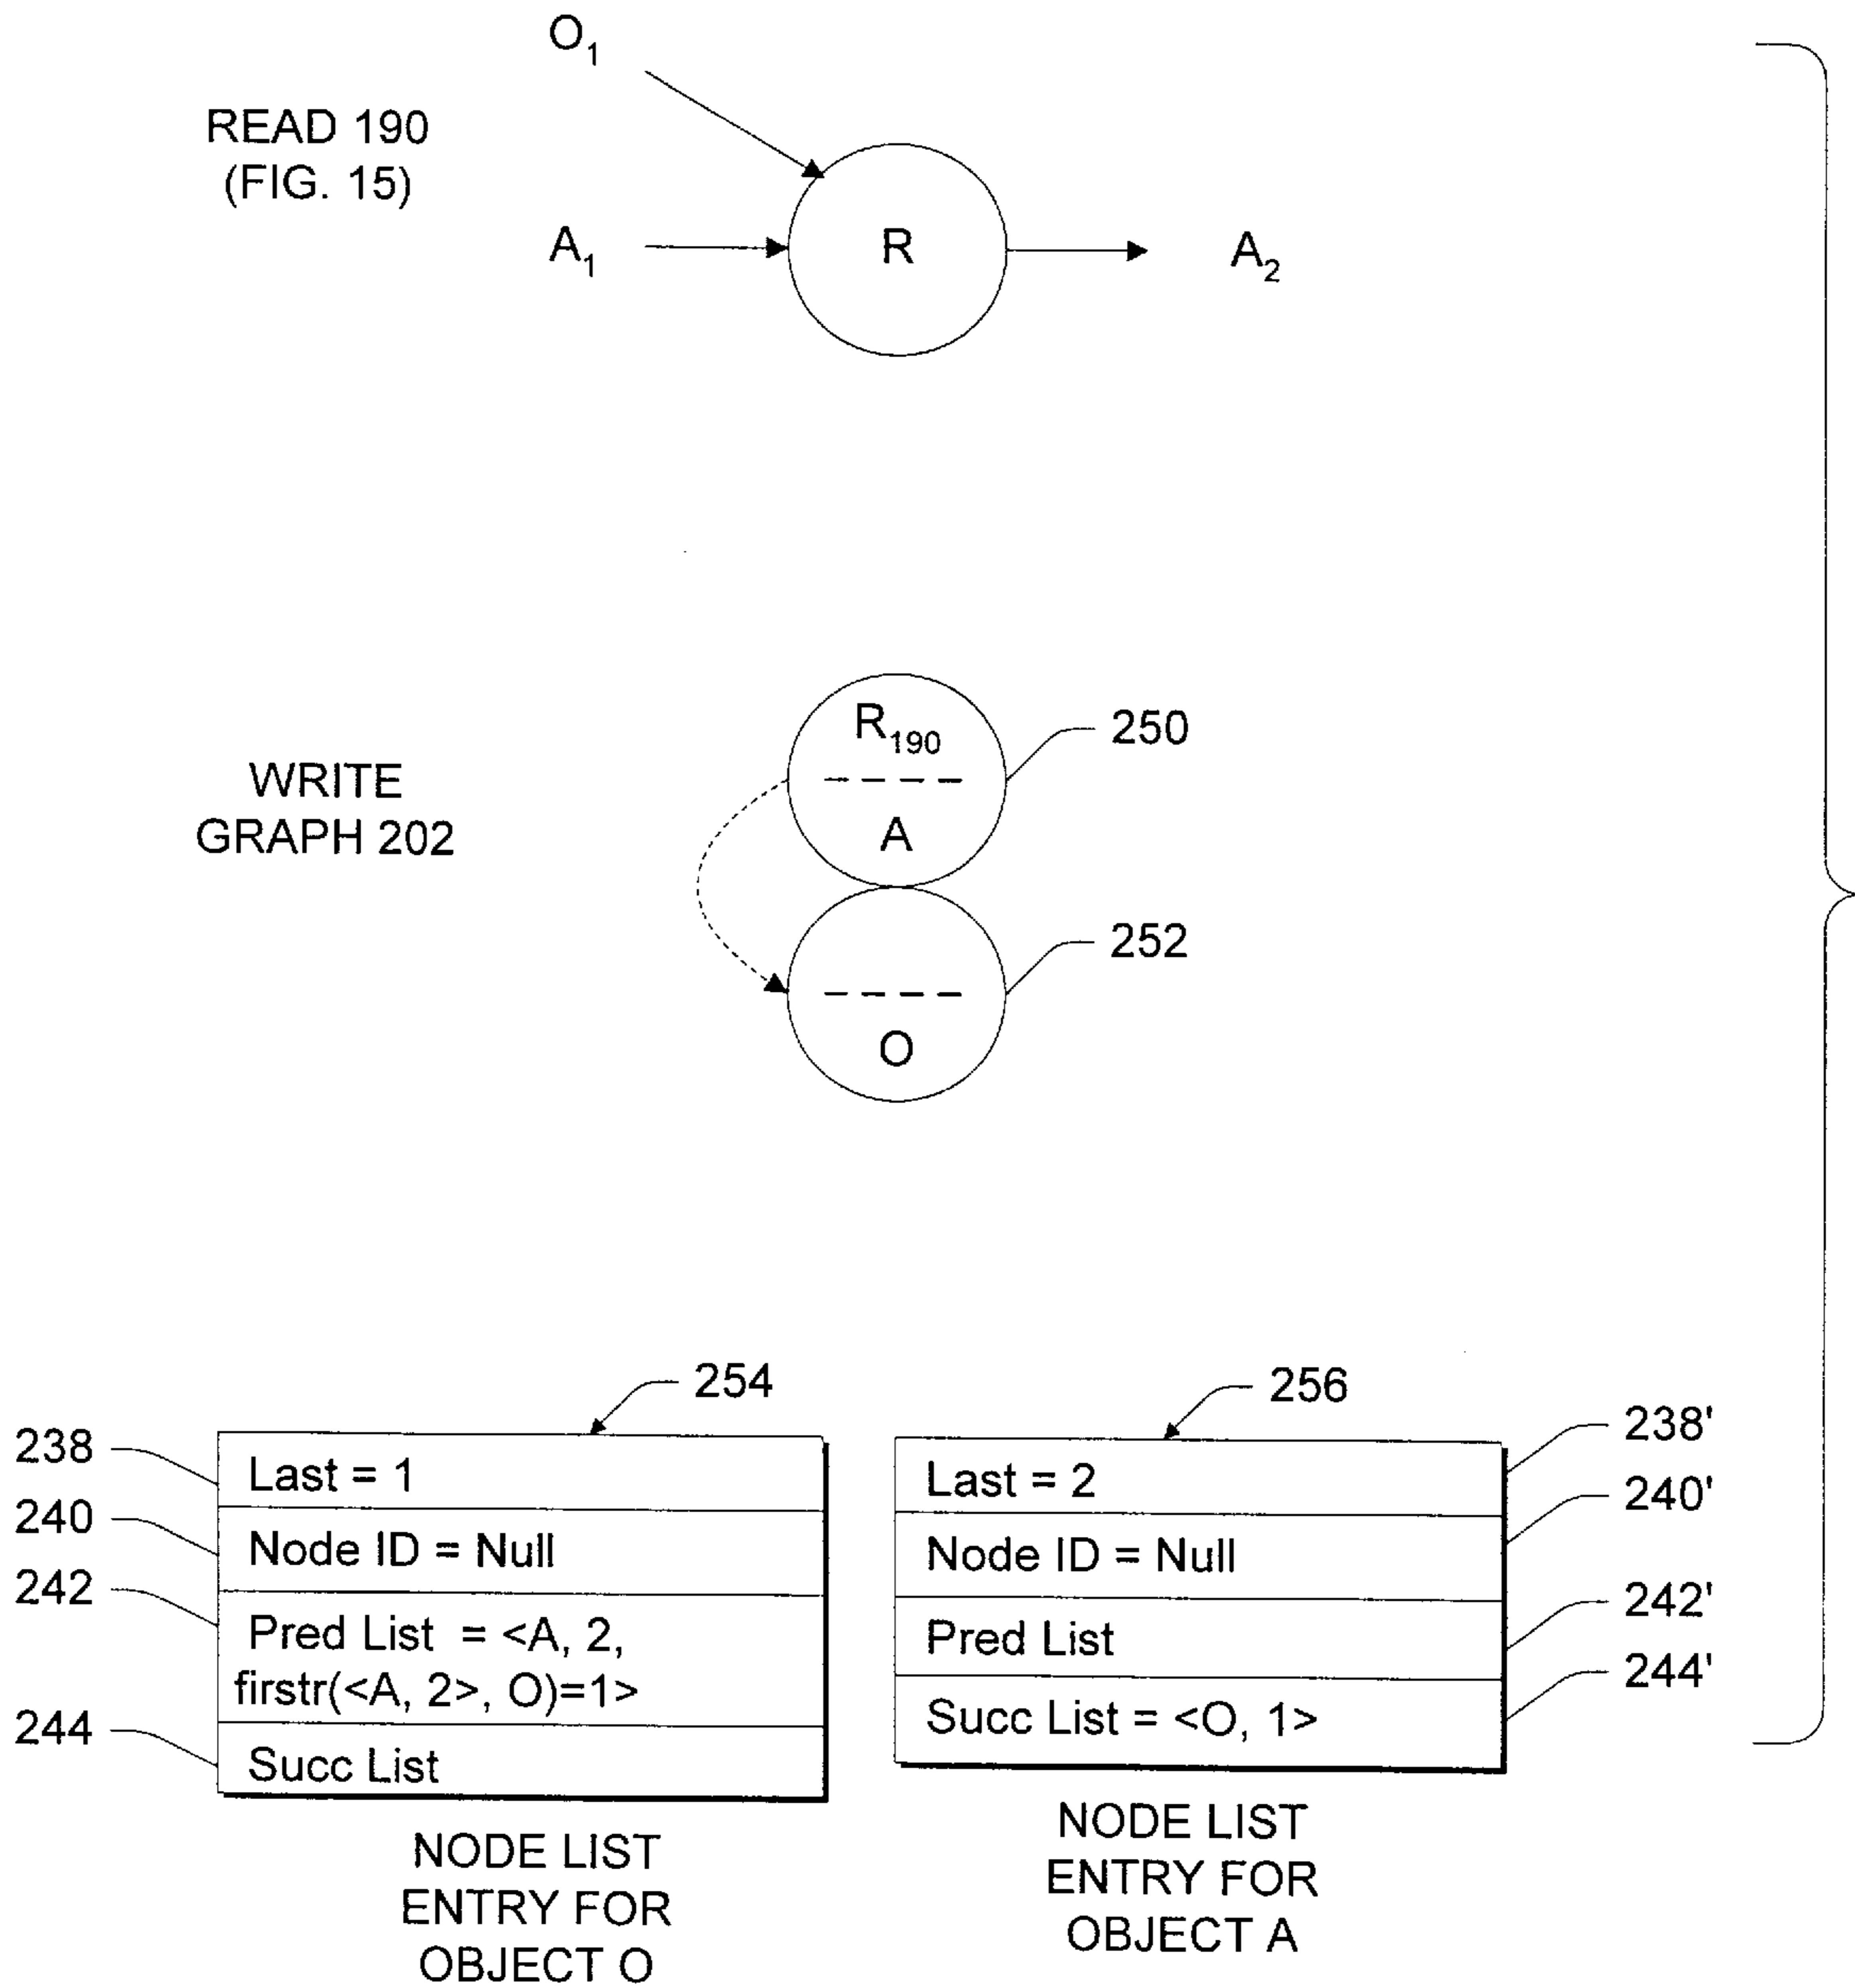 O₁
READ 190
(FIG. 15)
A₁
R
A₂
R₁₉₀
A
250
WRITE
GRAPH 202
252
O
254
256
238
Last = 1
240
Node ID = Null
242
Pred List = <A, 2,
firstr(<A, 2>, O)=1>
244
Succ List
NODE LIST
ENTRY FOR
OBJECT O
238'
Last = 2
240'
Node ID = Null
242'
Pred List
244'
Succ List = <O, 1>
NODE LIST
ENTRY FOR
OBJECT A